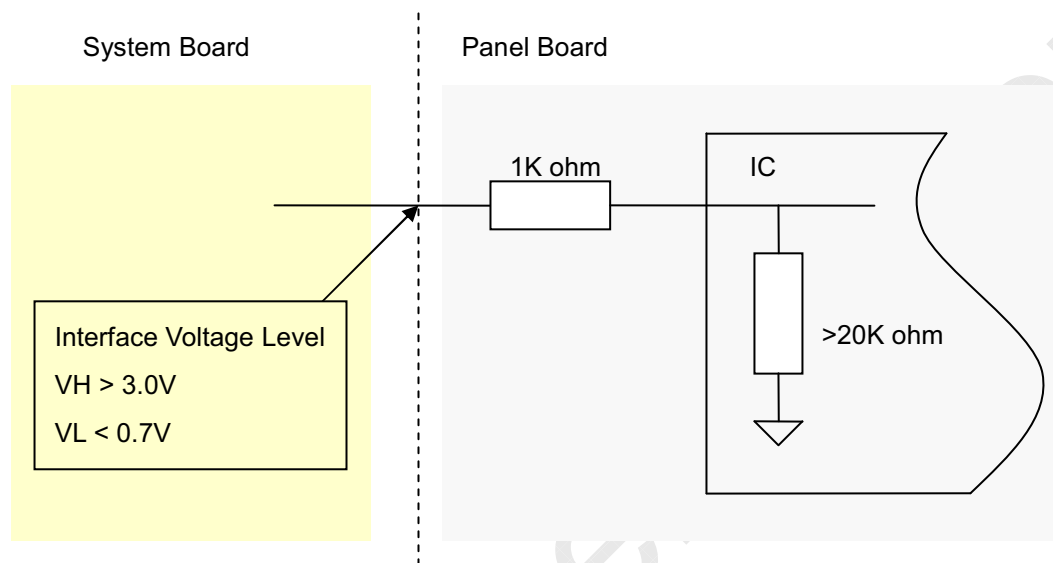 System Board
Panel Board
1K ohm
IC
Interface Voltage Level
VH > 3.0V
VL < 0.7V
>20K ohm